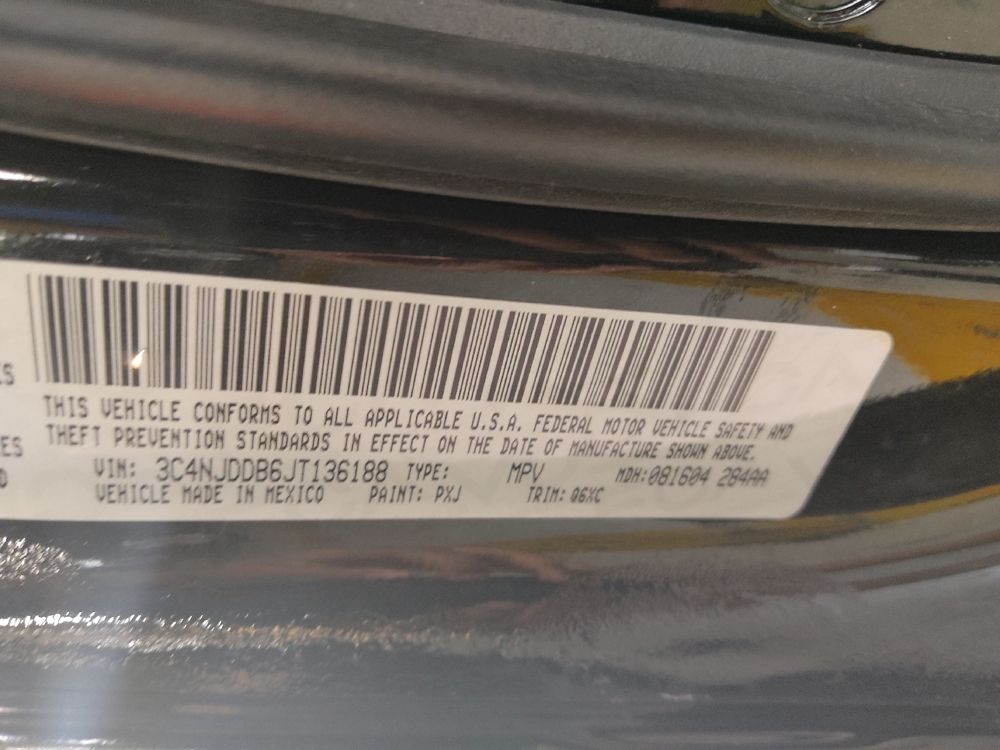 THIS VEHICLE CONFORMS TO ALL APPLICABLE U.S.A. FEDERAL MOTOR VEHICLE SAFETY AND
THEFT PREVENTION STANDARDS IN EFFECT ON THE DATE OF MANUFACTURE SHOWN ABOVE.
VIN: 3C4NJDDB6JT136188 TYPE: MPV MDH:081604 284AA
VEHICLE MADE IN MEXICO PAINT: PXJ TRIM: Q6XC